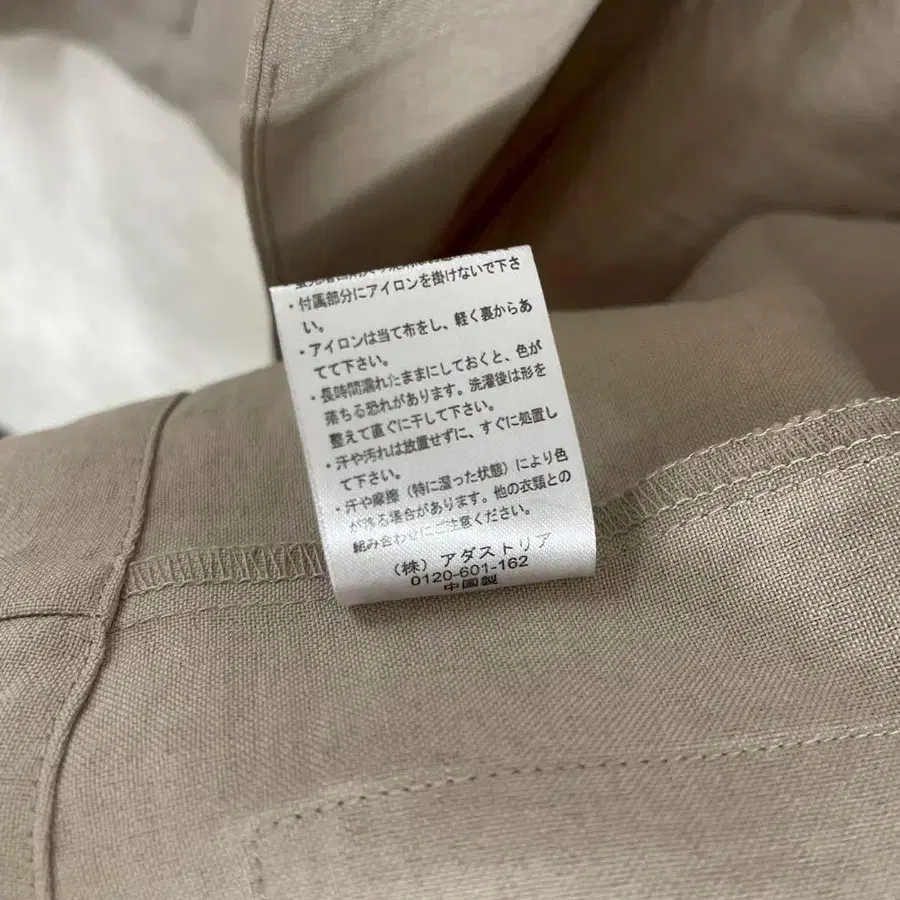 ・付属部分にアイロンを掛けないで下さ
い。
・アイロンは当て布をし、軽く裏からあ
てて下さい。
・長時間濡れたままにしておくと、色が
落ちる恐れがあります。洗濯後は形を
整えて直ぐに干して下さい。
・汗や汚れは放置せずに、すぐに処置し
て下さい。
・汗や摩擦（特に湿った状態）により色
が移る場合があります。他の衣類との
組み合わせにご注意ください。
（株）アダストリア
0120-601-162
中国製